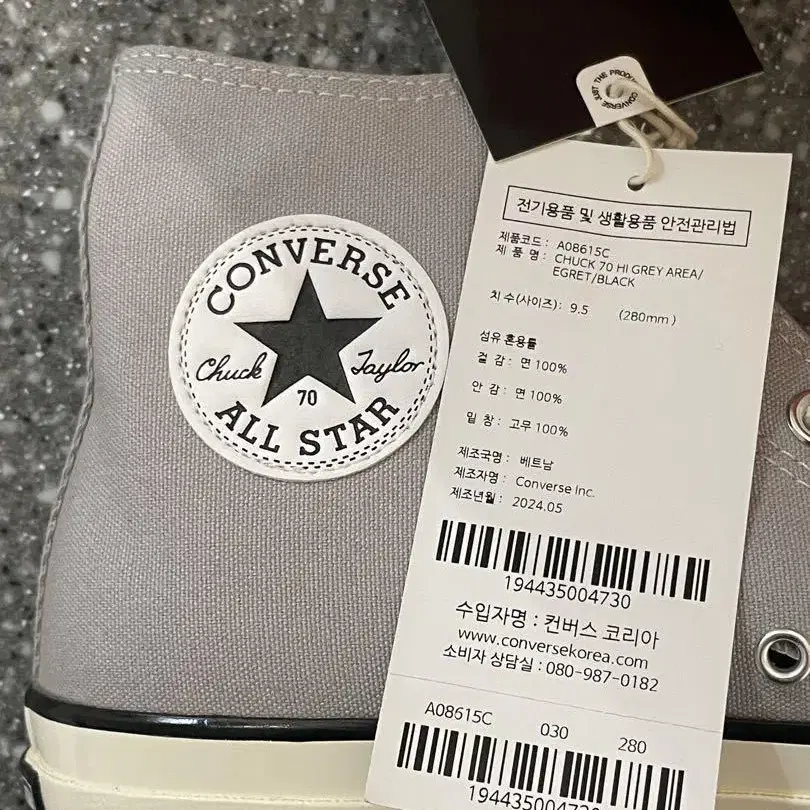 CONVERSE
Chuck Taylor
70
ALL STAR
CONVERSE JUST THE
전기용품 및 생활용품 안전관리법
제품코드 : A08615C
제 품 명 : CHUCK 70 HI GREY AREA/
EGRET/BLACK
치 수(사이즈) : 9.5 (280mm)
섬유 혼용률
겉 감 : 면 100%
안 감 : 면 100%
밑 창 : 고무 100%
제조국명 : 베트남
제조자명 : Converse Inc.
제조년월 : 2024.05
194435004730
수입자명 : 컨버스 코리아
www.conversekorea.com
소비자 상담실 : 080-987-0182
A08615C 030 280